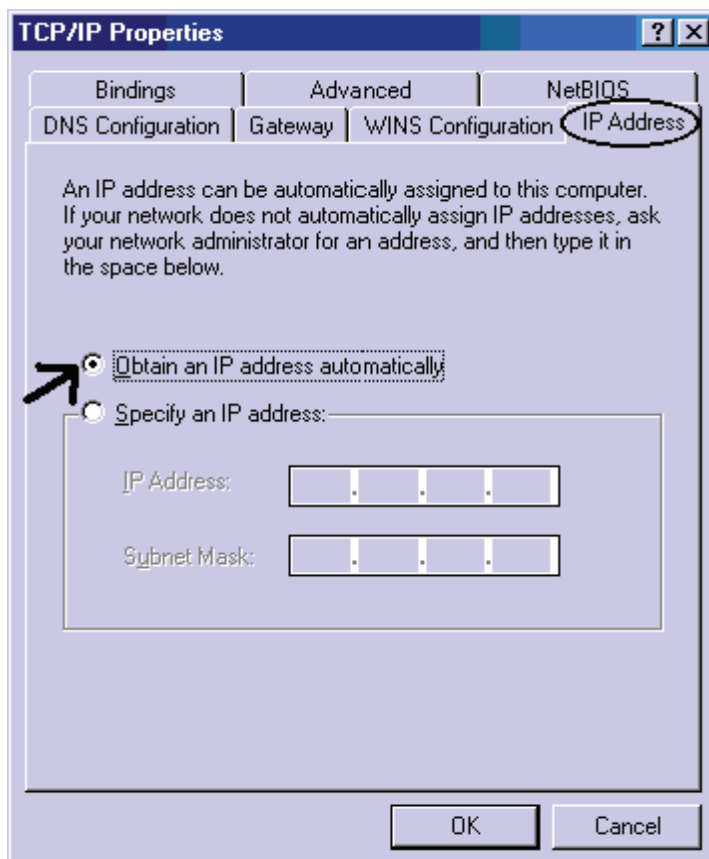 TCP/IP Properties
Bindings
Advanced
NetBIOS
DNS Configuration
Gateway
WINS Configuration
IP Address
An IP address can be automatically assigned to this computer.
If your network does not automatically assign IP addresses, ask
your network administrator for an address, and then type it in
the space below.
Obtain an IP address automatically
Specify an IP address:
IP Address:
. . .
Subnet Mask:
. . .
OK
Cancel